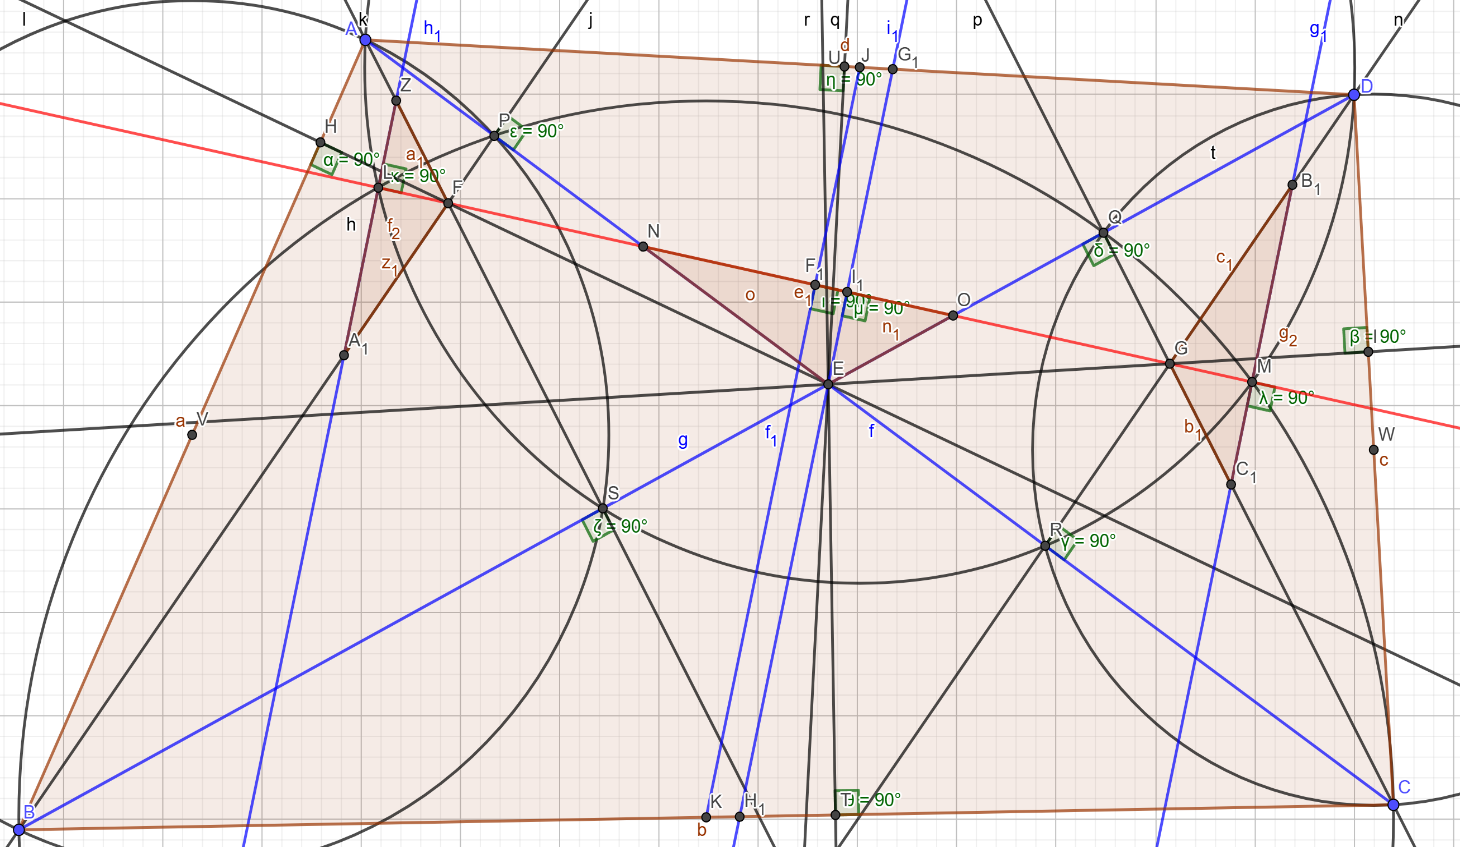 l
k
h₁
j
r
q
i₁
p
g₁
n
A
d
U
J
G₁
η = 90°
D
Z
P
ε = 90°
H
α = 90°
a₁
L
κ = 90°
F
t
B₁
h
f₂
z₁
N
Q
δ = 90°
c₁
F₁
I₁
e₁
o
μ = 90°
O
n₁
A₁
G
g₂
β = 90°
I
E
M
λ = 90°
a
V
g
f₁
f
b₁
W
c
C₁
S
ζ = 90°
R
γ = 90°
B
K
H₁
b
T
= 90°
C